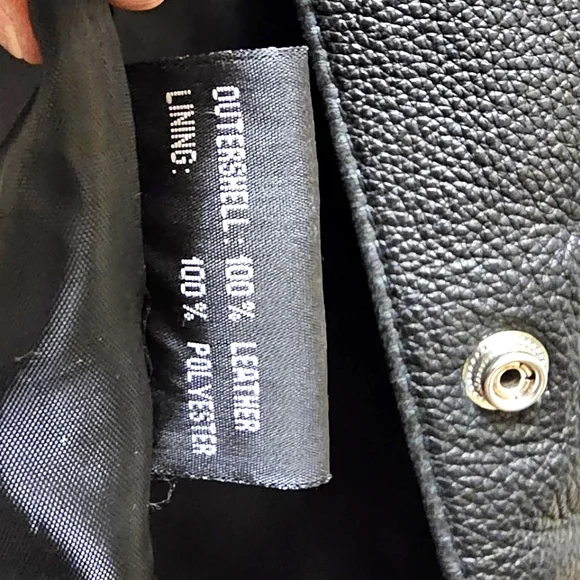 OUTERSHELL: 100% LEATHER
LINING: 100% POLYESTER